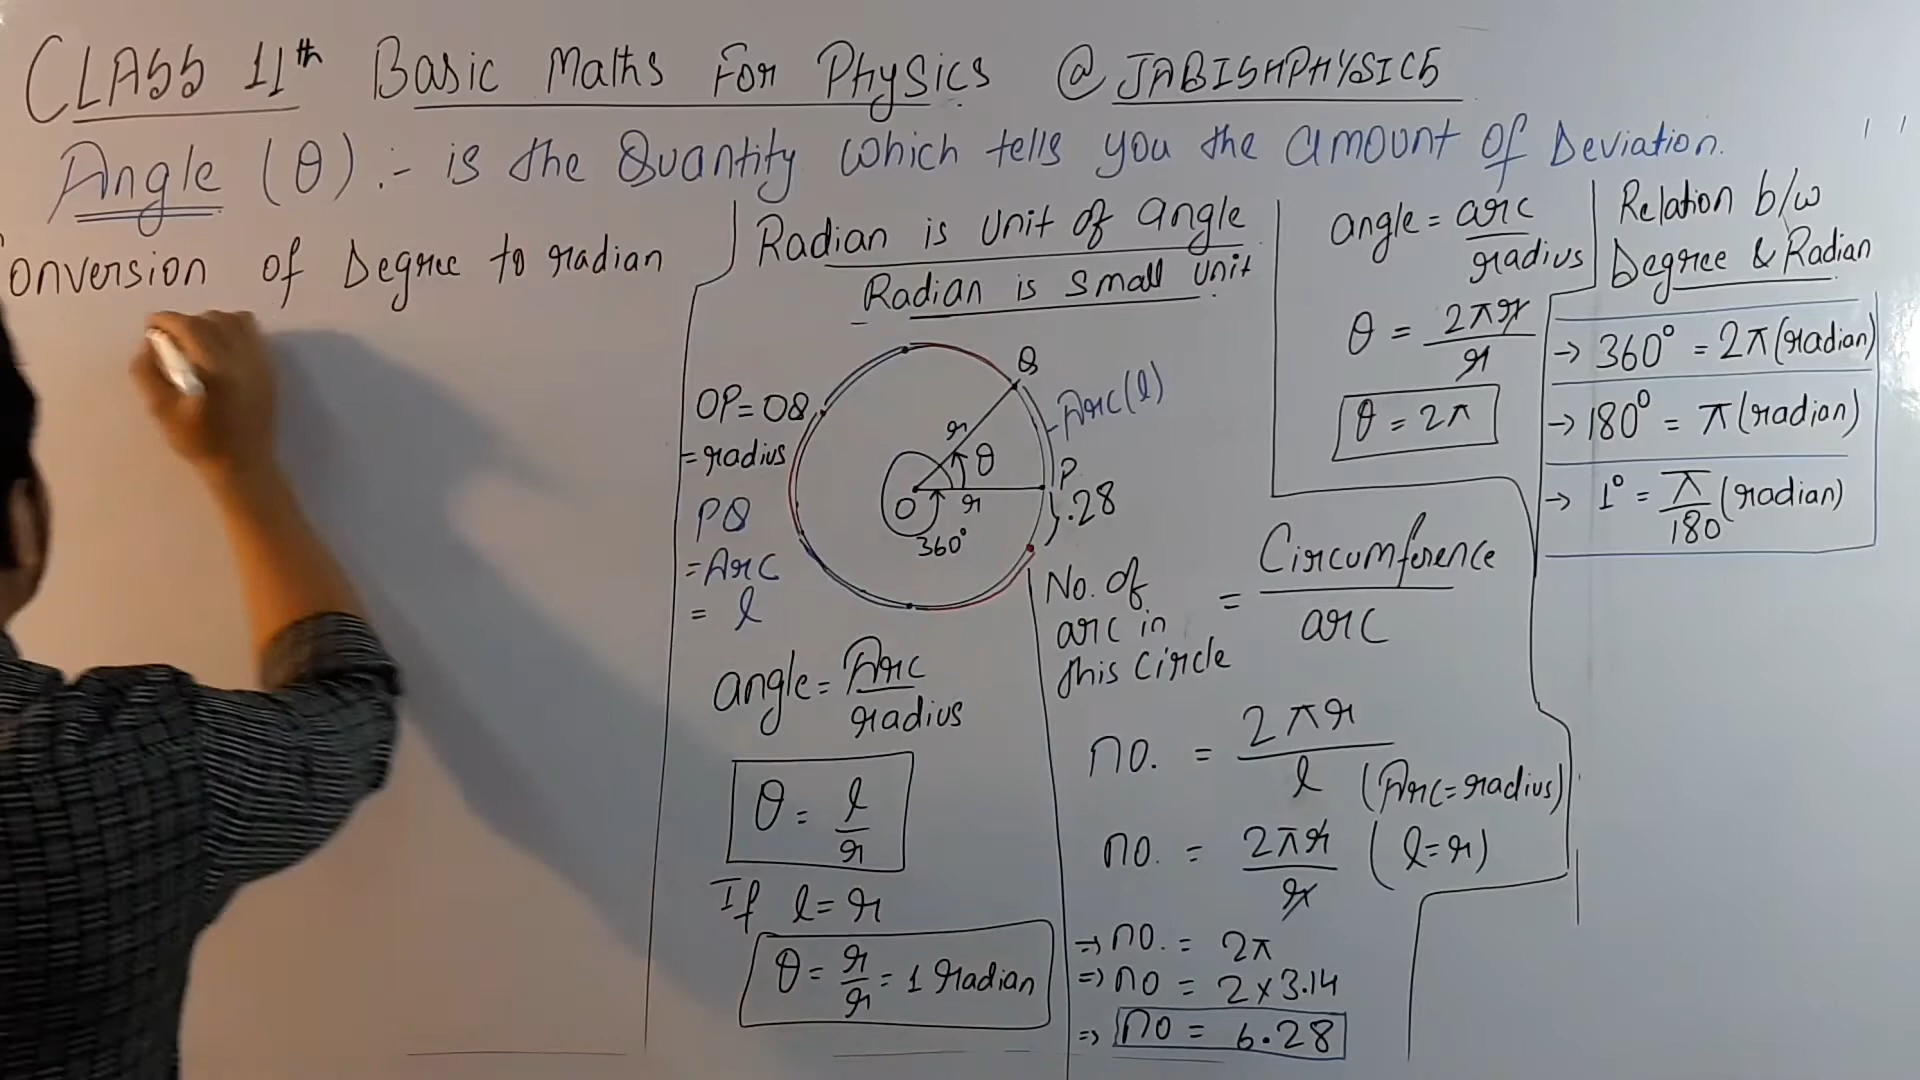 CLASS 11th Basic Maths For Physics @JABISHPHYSICS
Angle (θ) :- is the Quantity which tells you the amount of Deviation.
onversion of Degree to radian
Radian is unit of angle
Radian is small unit
OP = OQ
= radius
PQ
= Arc
= l
Q
Arc(l)
r
θ
P
O
r
360°
.28
angle = Arc
radius
θ = l
r
If l = r
θ = r/r = 1 radian
No. of
arc in
this circle
= Circumference
arc
no. = 2πr
l (Arc=radius)
no. = 2πr
r (l=r)
⇒ no. = 2π
⇒ no = 2×3.14
⇒ no = 6.28
angle = arc
radius
θ = 2πr
r
θ = 2π
Relation b/w
Degree & Radian
→ 360° = 2π(radian)
→ 180° = π(radian)
→ 1° = π/180 (radian)